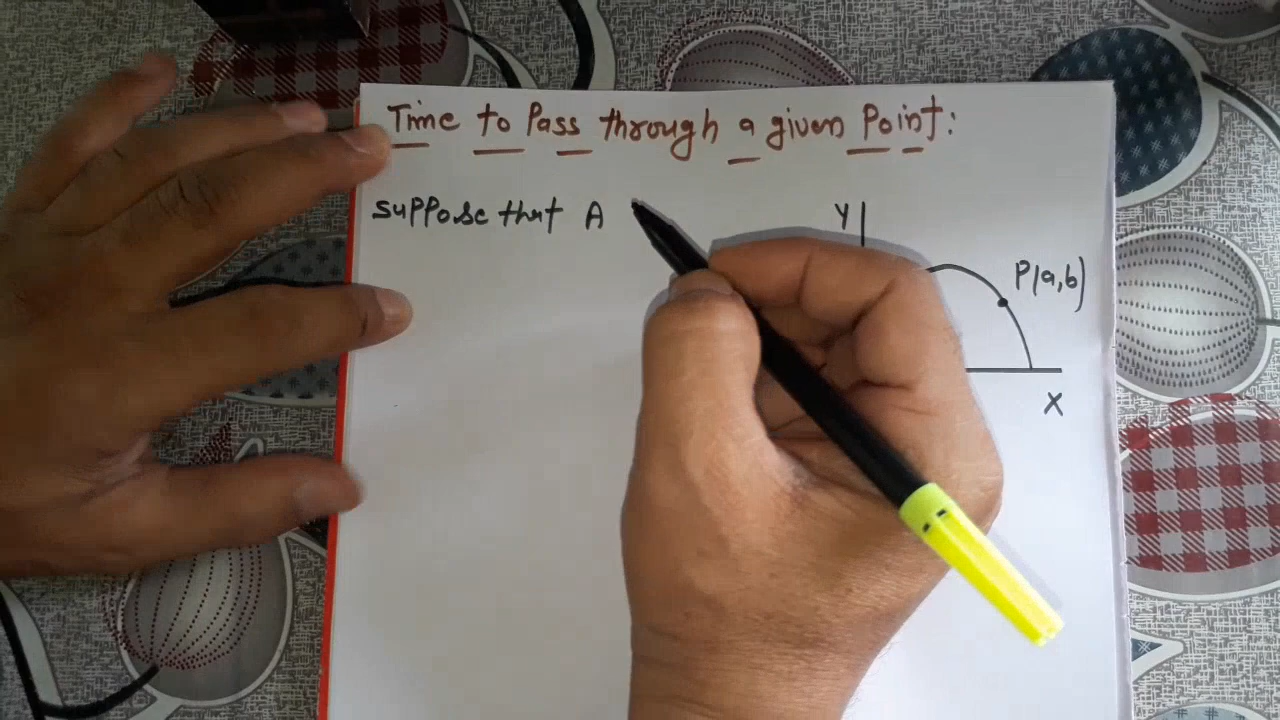 Time to Pass through a given Point:
suppose that A
Y
P(a,b)
X